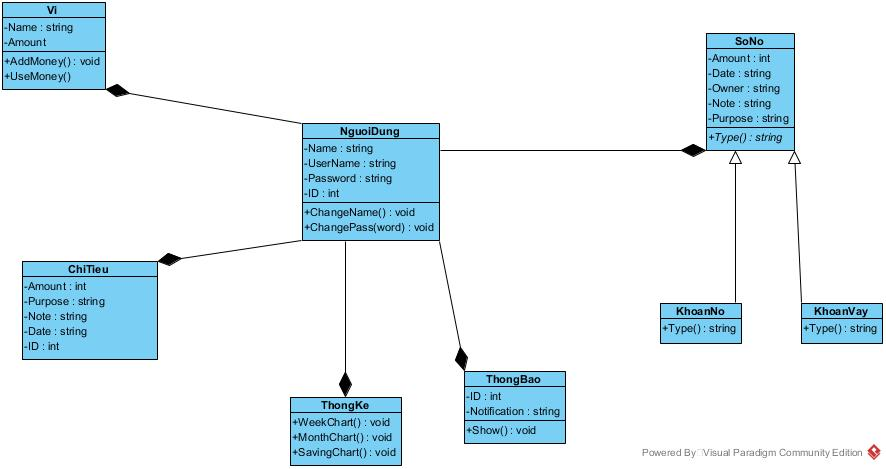 Vi
-Name : string
-Amount
+AddMoney() : void
+UseMoney()
SoNo
-Amount : int
-Date : string
-Owner : string
-Note : string
-Purpose : string
+Type() : string
NguoiDung
-Name : string
-UserName : string
-Password : string
-ID : int
+ChangeName() : void
+ChangePass(word) : void
ChiTieu
-Amount : int
-Purpose : string
-Note : string
-Date : string
-ID : int
KhoanNo
+Type() : string
KhoanVay
+Type() : string
ThongBao
-ID : int
-Notification : string
+Show() : void
ThongKe
+WeekChart() : void
+MonthChart() : void
+SavingChart() : void
Powered By Visual Paradigm Community Edition